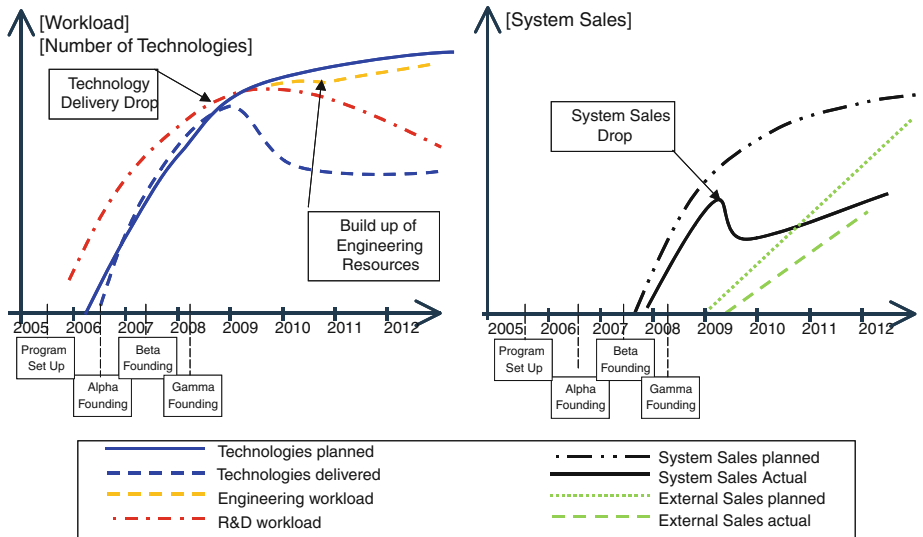 [Workload]
[Number of Technologies]
Technology
Delivery Drop
Build up of
Engineering
Resources
2005 2006 2007 2008 2009 2010 2011 2012
Program
Set Up
Beta
Founding
Alpha
Founding
Gamma
Founding
[System Sales]
System Sales
Drop
2005 2006 2007 2008 2009 2010 2011 2012
Program
Set Up
Beta
Founding
Alpha
Founding
Gamma
Founding
Technologies planned
Technologies delivered
Engineering workload
R&D workload
System Sales planned
System Sales Actual
External Sales planned
External Sales actual